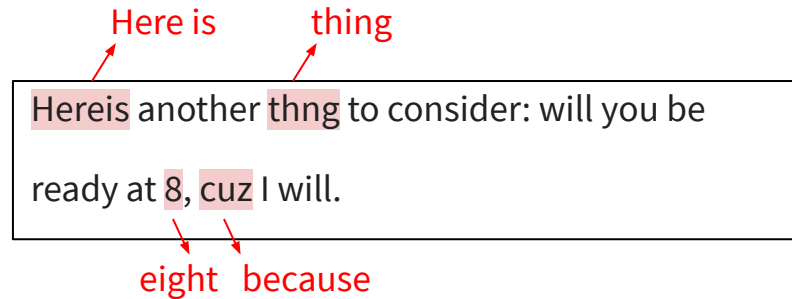 Here is thing
Hereis another thng to consider: will you be
ready at 8, cuz I will.
eight because